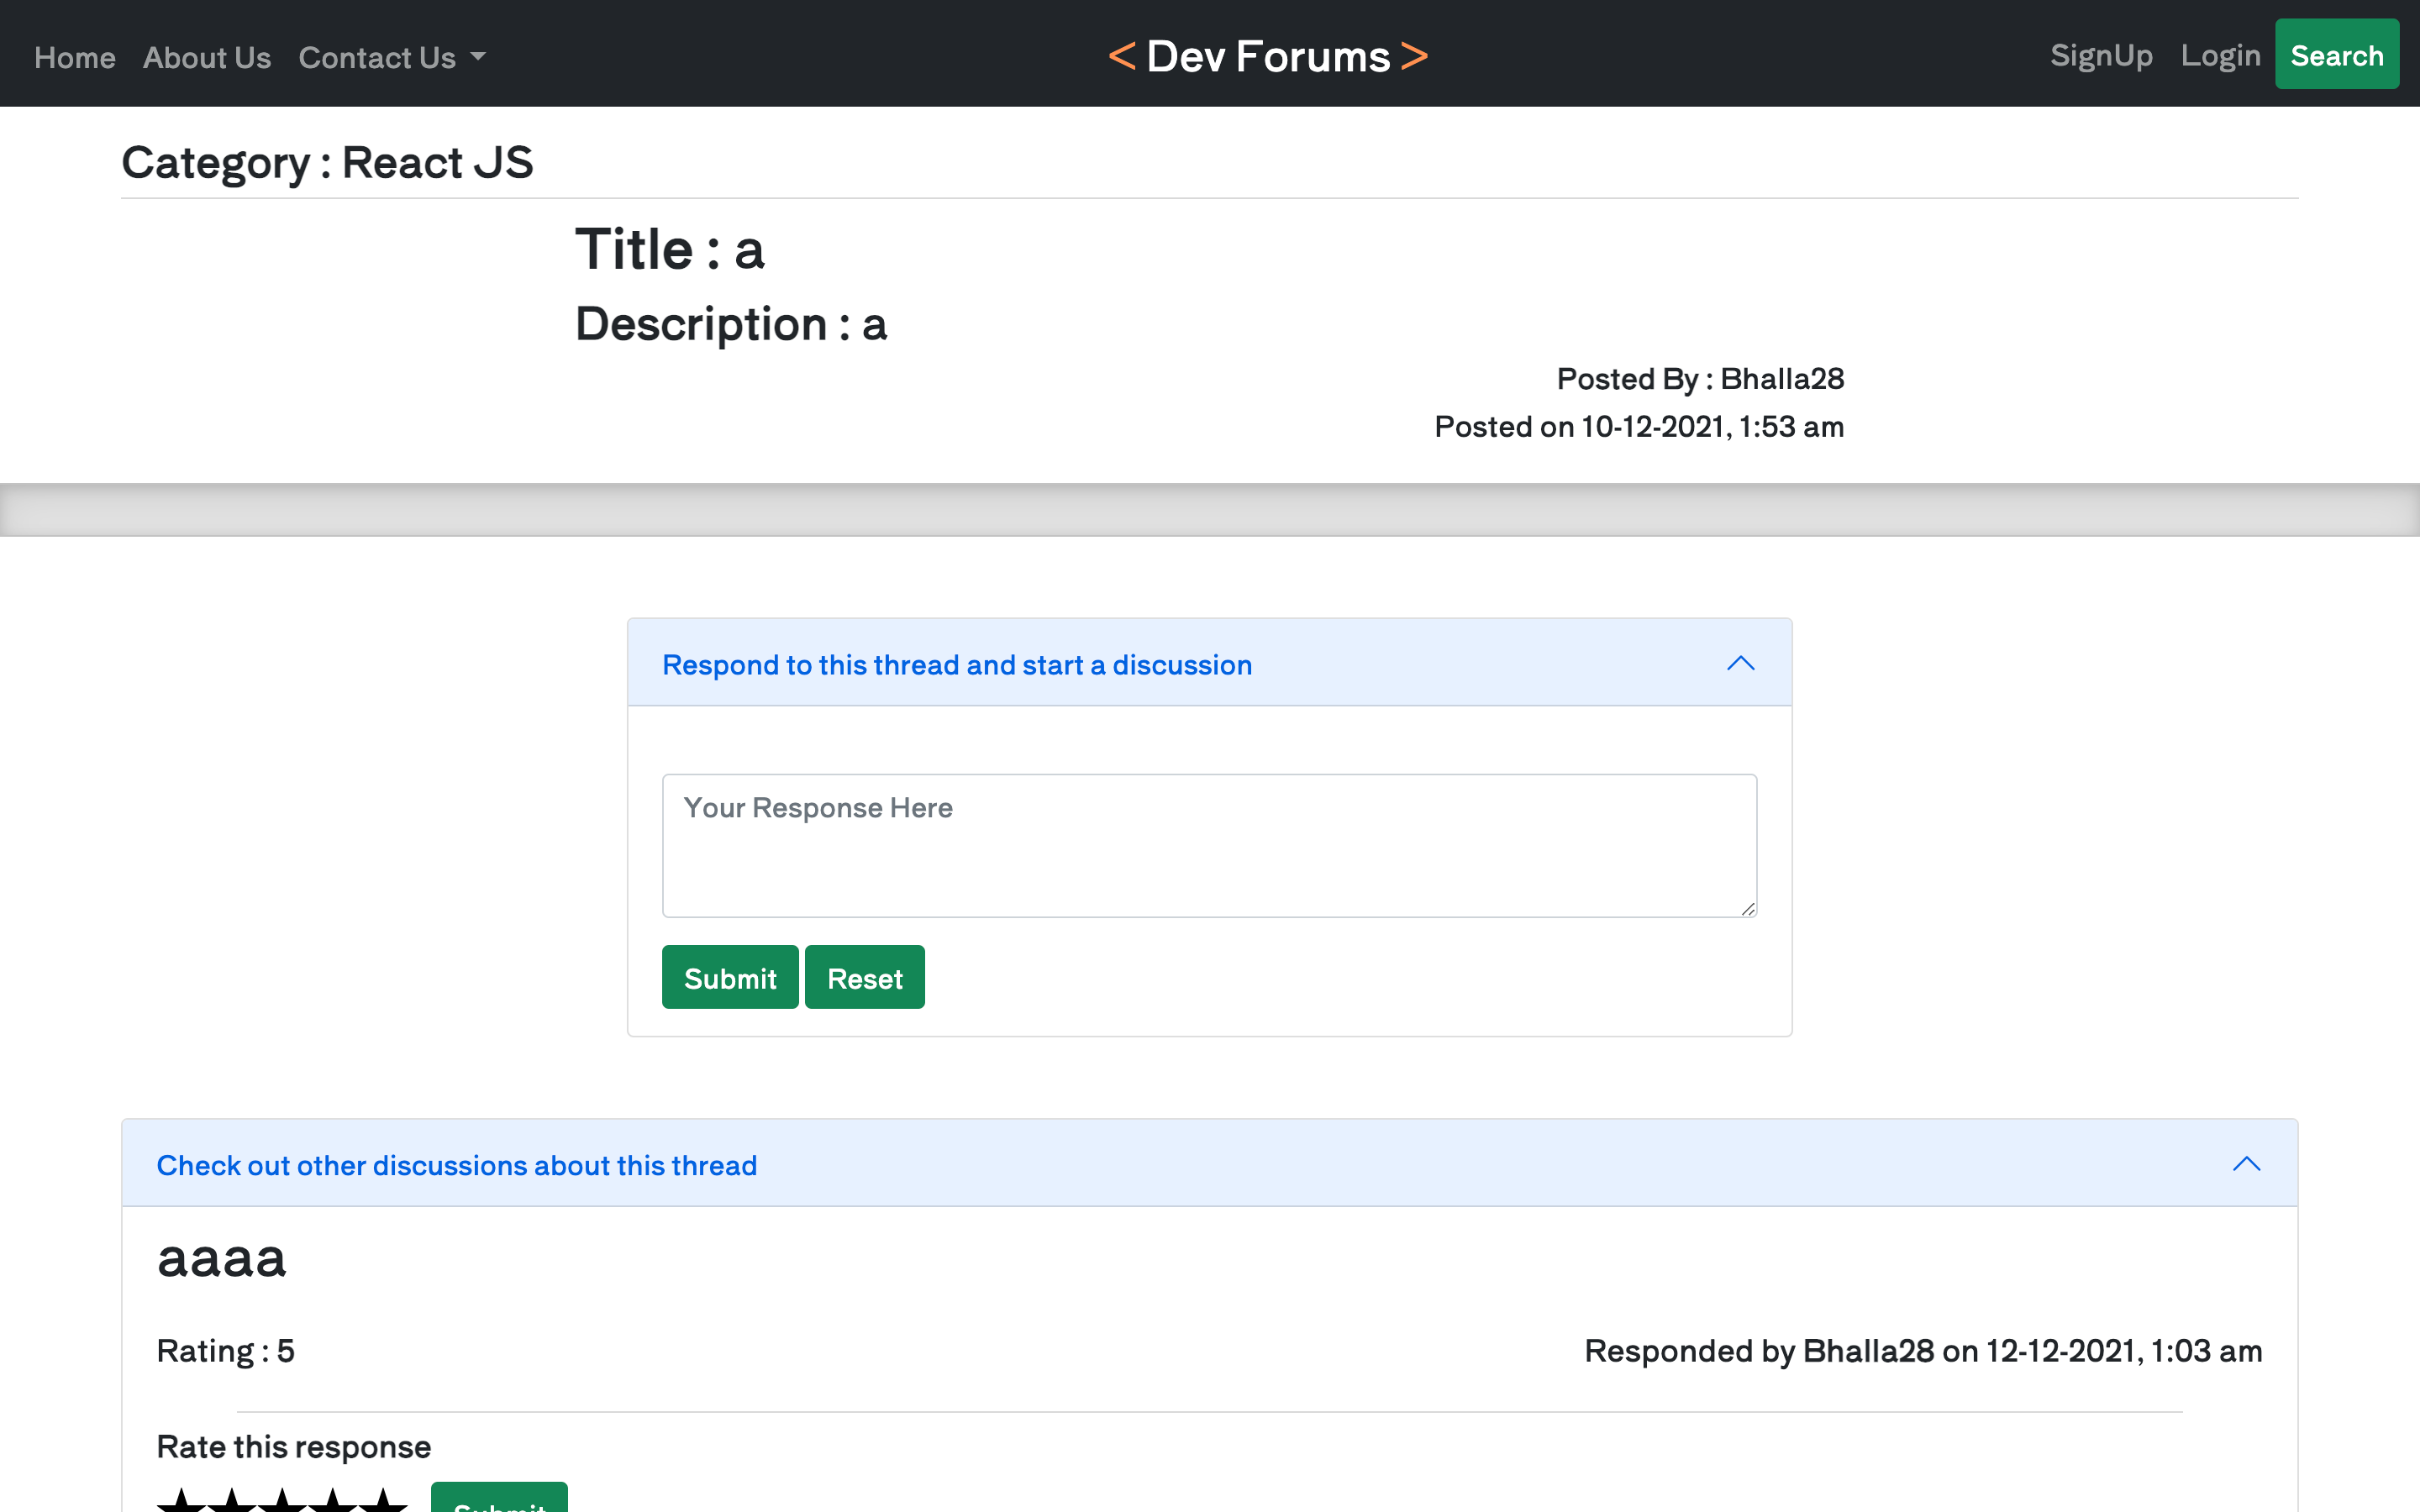 Home About Us Contact Us < Dev Forums > SignUp Login Search
Category : React JS
Title : a
Description : a
Posted By : Bhalla28
Posted on 10-12-2021, 1:53 am
Respond to this thread and start a discussion
Your Response Here
Submit Reset
Check out other discussions about this thread
aaaa
Rating : 5 Responded by Bhalla28 on 12-12-2021, 1:03 am
Rate this response
Submit